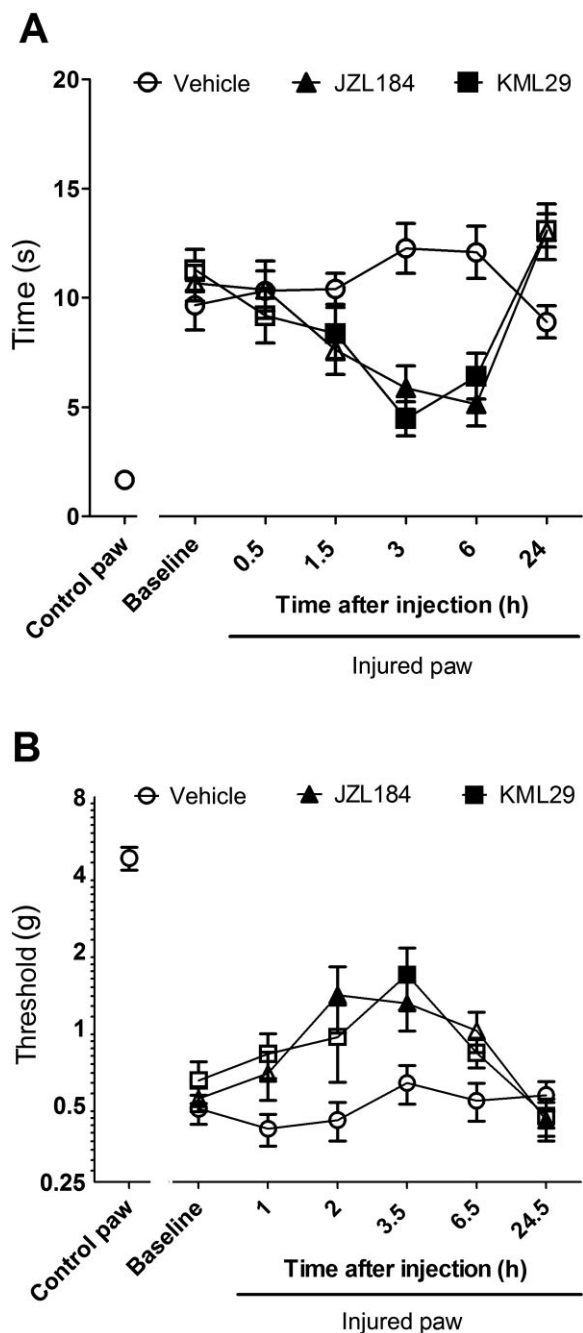 A
Vehicle JZL184 KML29
20
15
10
5
0
Time (s)
Control paw
Baseline
0.5
1.5
3
6
24
Time after injection (h)
Injured paw
B
Vehicle JZL184 KML29
8
4
2
1
0.5
0.25
Threshold (g)
Control paw
Baseline
1
2
3.5
6.5
24.5
Time after injection (h)
Injured paw